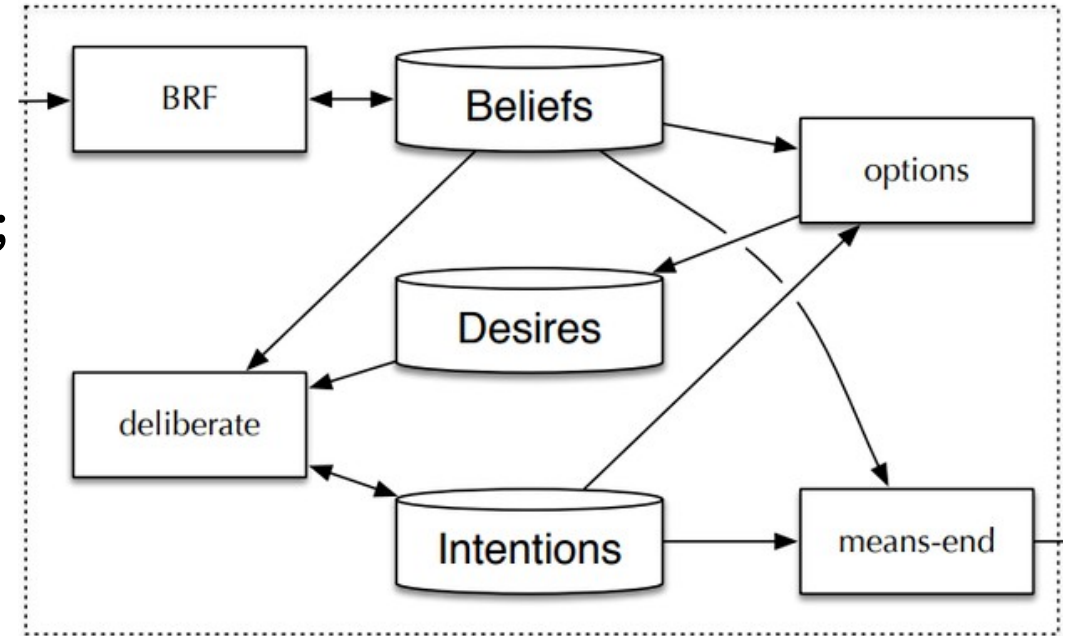 BRF
Beliefs
options
;
Desires
deliberate
Intentions
means-end